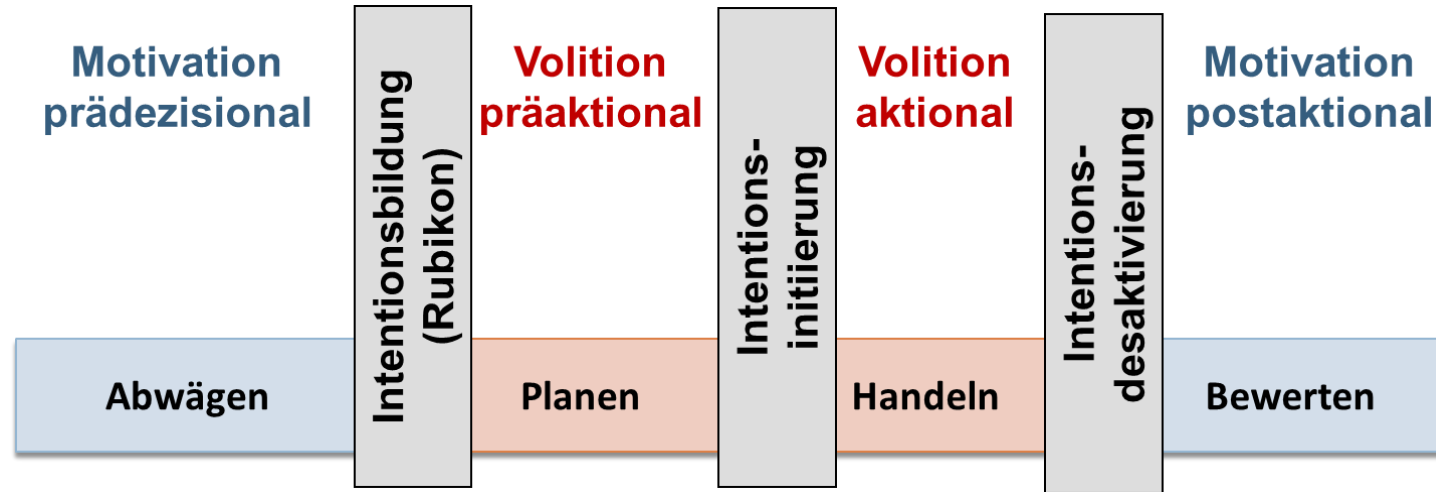 Motivation
prädezisional
Intentionsbildung
(Rubikon)
Volition
präaktional
Intentions-
initiierung
Volition
aktional
Intentions-
desaktivierung
Motivation
postaktional
Abwägen
Planen
Handeln
Bewerten